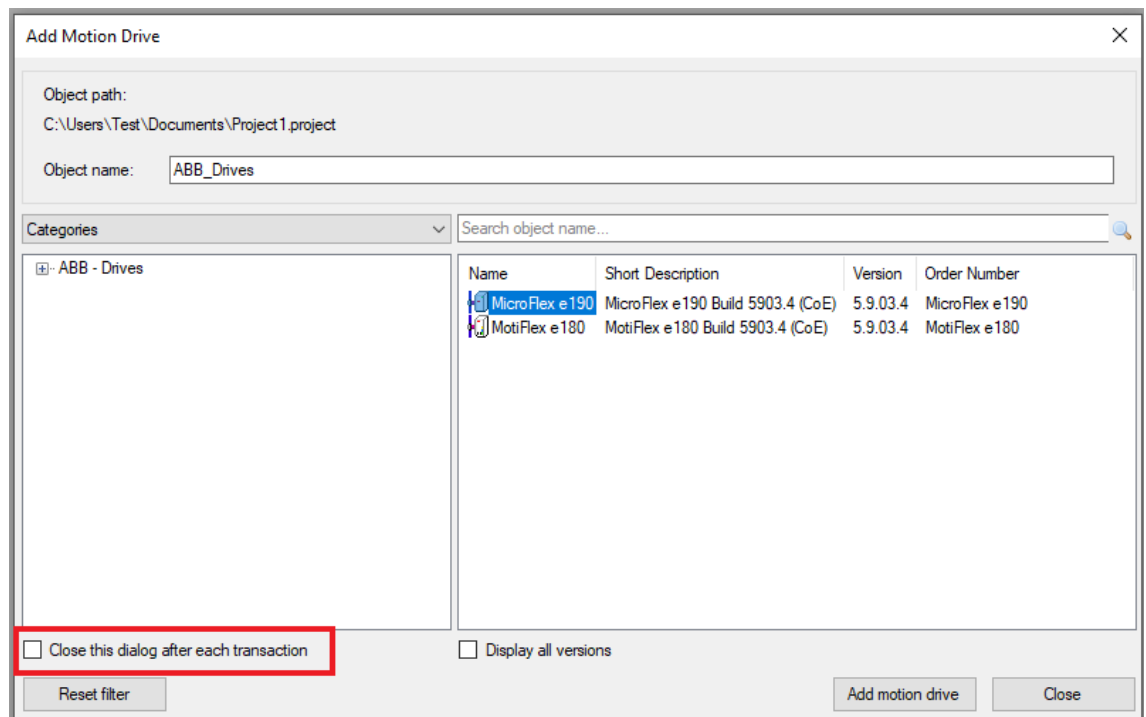 Add Motion Drive
Object path:
C:\Users\Test\Documents\Project1.project
Object name: ABB_Drives
Categories Search object name...
ABB - Drives
Name Short Description Version Order Number
MicroFlex e190 MicroFlex e190 Build 5903.4 (CoE) 5.9.03.4 MicroFlex e190
MotiFlex e180 MotiFlex e180 Build 5903.4 (CoE) 5.9.03.4 MotiFlex e180
Close this dialog after each transaction Display all versions
Reset filter Add motion drive Close